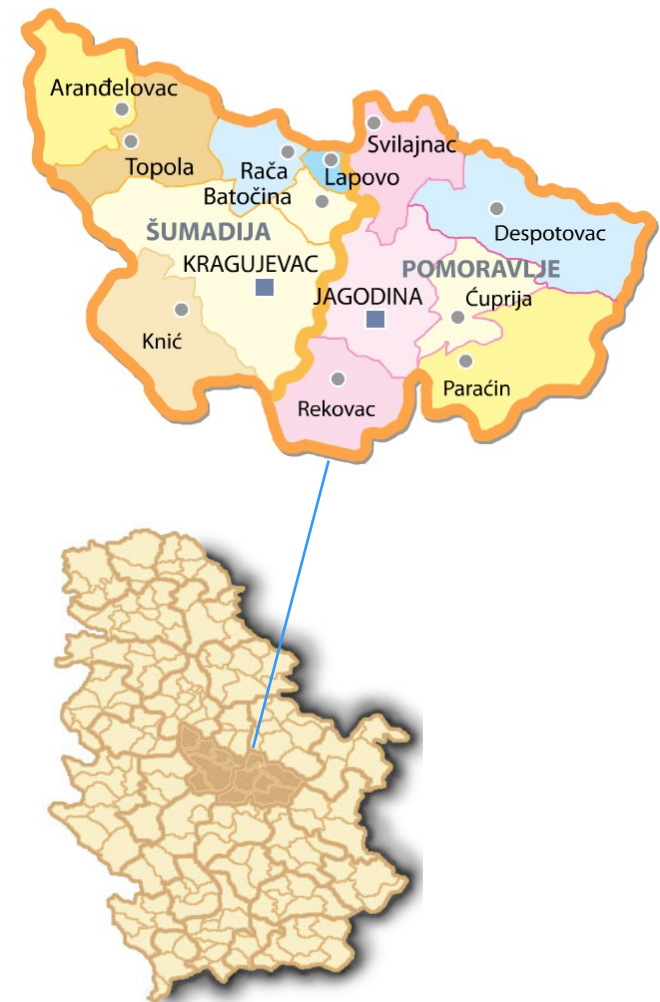 Aranđelovac
Topola
Rača
Lapovo
Svilajnac
Batočina
ŠUMADIJA
Despotovac
KRAGUJEVAC
POMORAVLJE
JAGODINA
Ćuprija
Knić
Paraćin
Rekovac